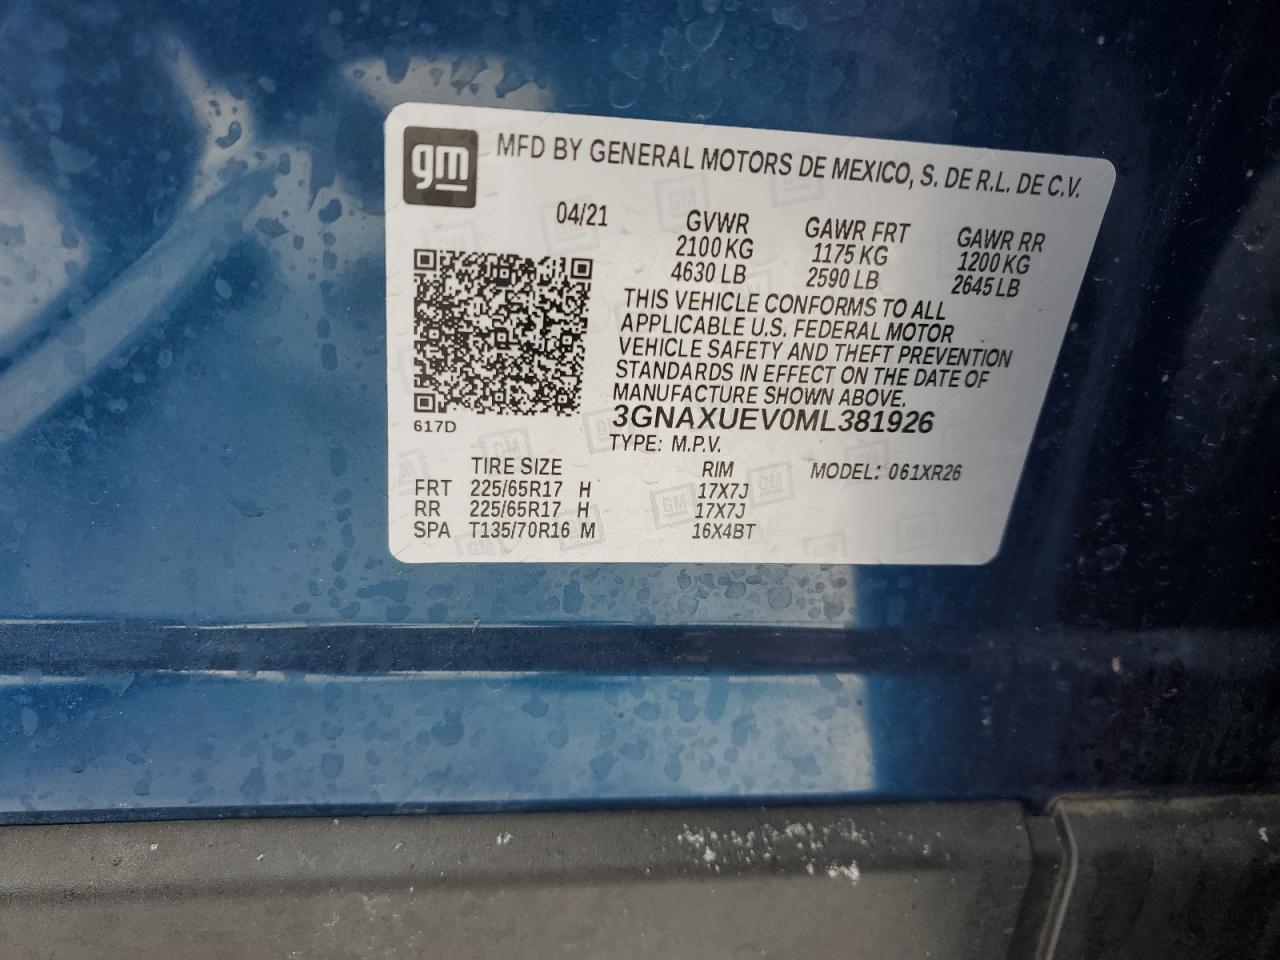 gm
MFD BY GENERAL MOTORS DE MEXICO, S. DE R.L. DE C.V.
04/21
GVWR GAWR FRT GAWR RR
2100 KG 1175 KG 1200 KG
4630 LB 2590 LB 2645 LB
THIS VEHICLE CONFORMS TO ALL
APPLICABLE U.S. FEDERAL MOTOR
VEHICLE SAFETY AND THEFT PREVENTION
STANDARDS IN EFFECT ON THE DATE OF
MANUFACTURE SHOWN ABOVE.
3GNAXUEV0ML381926
617D
TYPE: M.P.V.
TIRE SIZE RIM MODEL: 061XR26
FRT 225/65R17 H 17X7J
RR 225/65R17 H 17X7J
SPA T135/70R16 M 16X4BT